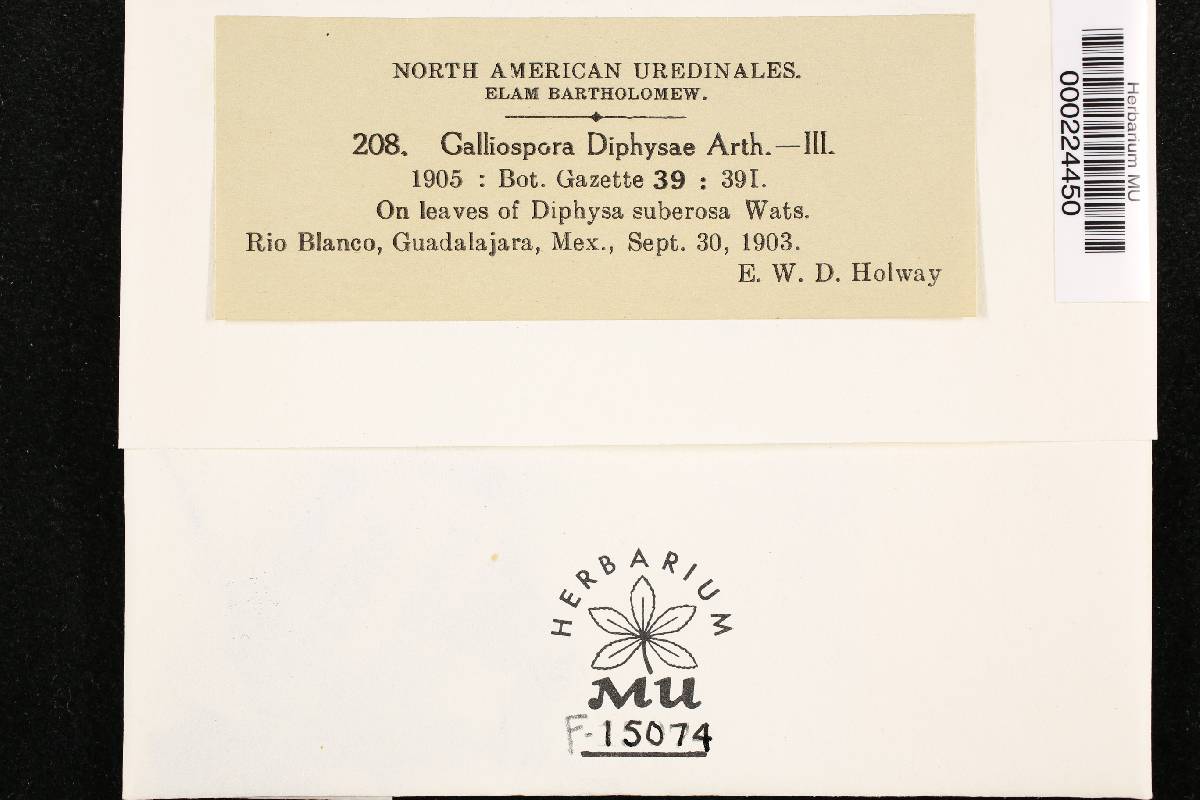 NORTH AMERICAN UREDINALES.
ELAM BARTHOLOMEW.
208. Calliospora Diphysae Arth.—III.
1905 : Bot. Gazette 39 : 391.
On leaves of Diphysa suberosa Wats.
Rio Blanco, Guadalajara, Mex., Sept. 30, 1903.
E. W. D. Holway
Herbarium MU
000224450
HERBARIUM
MU
F-15074